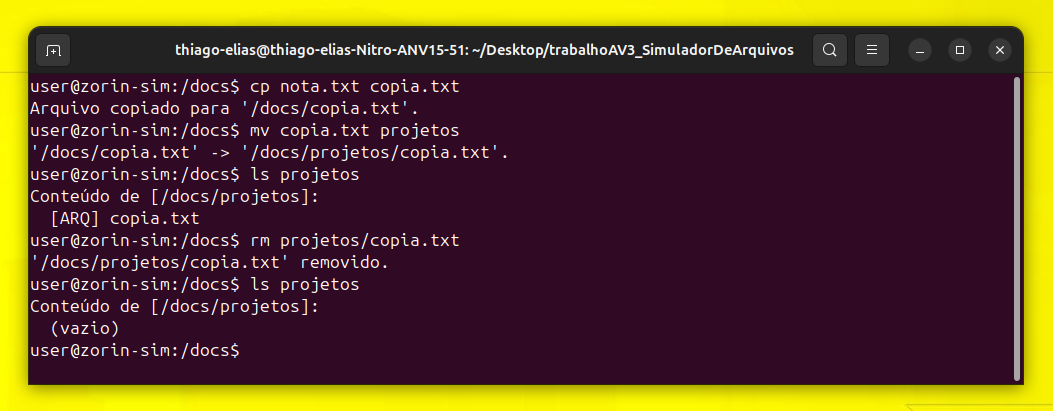 thiago-elias@thiago-elias-Nitro-ANV15-51: ~/Desktop/trabalhoAV3_SimuladorDeArquivos
user@zorin-sim:/docs$ cp nota.txt copia.txt
Arquivo copiado para '/docs/copia.txt'.
user@zorin-sim:/docs$ mv copia.txt projetos
'/docs/copia.txt' -> '/docs/projetos/copia.txt'.
user@zorin-sim:/docs$ ls projetos
Conteúdo de [/docs/projetos]:
  [ARQ] copia.txt
user@zorin-sim:/docs$ rm projetos/copia.txt
'/docs/projetos/copia.txt' removido.
user@zorin-sim:/docs$ ls projetos
Conteúdo de [/docs/projetos]:
  (vazio)
user@zorin-sim:/docs$